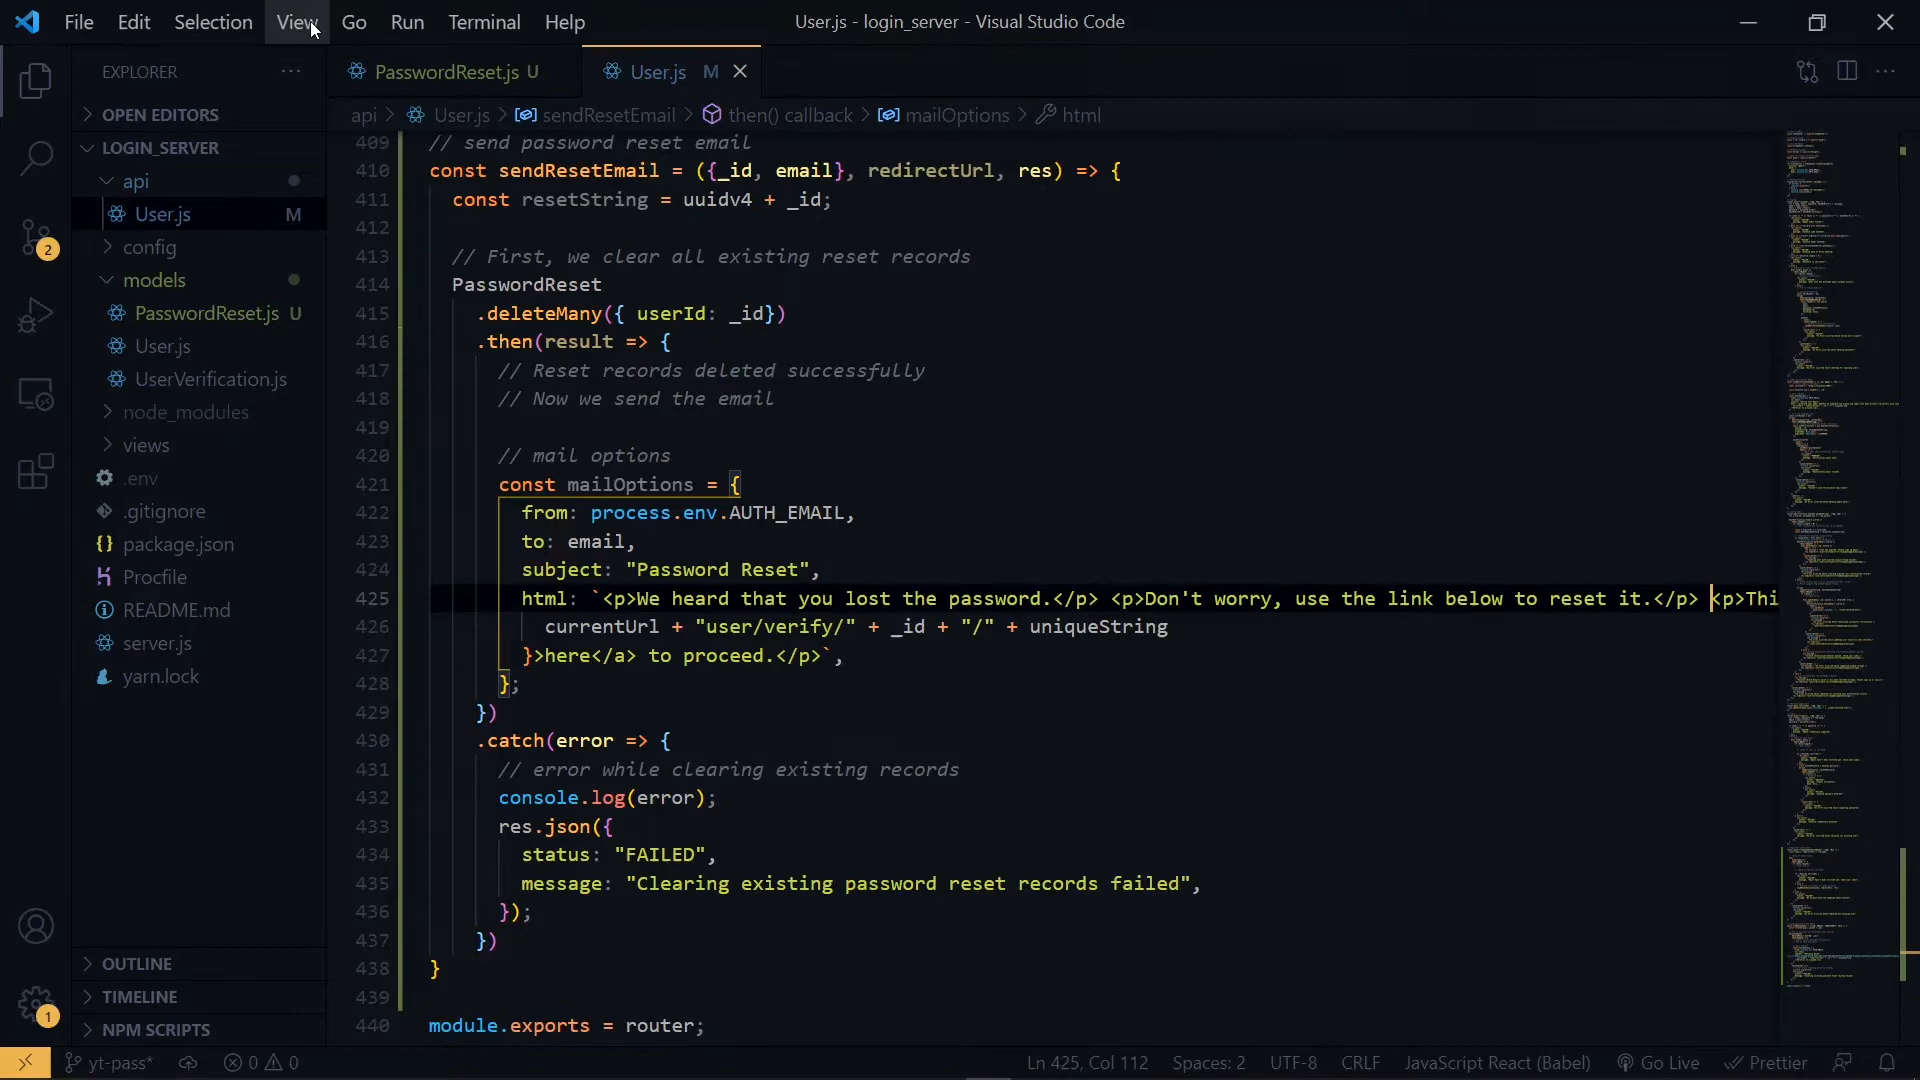 File Edit Selection View Go Run Terminal Help
User.js - login_server - Visual Studio Code
EXPLORER
PasswordReset.js U
User.js M
OPEN EDITORS
api > User.js > sendResetEmail > then() callback > mailOptions > html
LOGIN_SERVER
api
User.js M
config
models
PasswordReset.js U
User.js
UserVerification.js
node_modules
views
.env
.gitignore
package.json
Procfile
README.md
server.js
yarn.lock
OUTLINE
TIMELINE
NPM SCRIPTS
2
1
409 // send password reset email
410 const sendResetEmail = ({_id, email}, redirectUrl, res) => {
411 const resetString = uuidv4 + _id;
412
413 // First, we clear all existing reset records
414 PasswordReset
415 .deleteMany({ userId: _id})
416 .then(result => {
417 // Reset records deleted successfully
418 // Now we send the email
419
420 // mail options
421 const mailOptions = {
422 from: process.env.AUTH_EMAIL,
423 to: email,
424 subject: "Password Reset",
425 html: `<p>We heard that you lost the password.</p> <p>Don't worry, use the link below to reset it.</p> <p>Thi
426 currentUrl + "user/verify/" + _id + "/" + uniqueString
427 }>here</a> to proceed.</p>`,
428 };
429 })
430 .catch(error => {
431 // error while clearing existing records
432 console.log(error);
433 res.json({
434 status: "FAILED",
435 message: "Clearing existing password reset records failed",
436 });
437 })
438 }
439
440 module.exports = router;
yt-pass* 0 0
Ln 425, Col 112 Spaces: 2 UTF-8 CRLF JavaScript React (Babel) Go Live Prettier